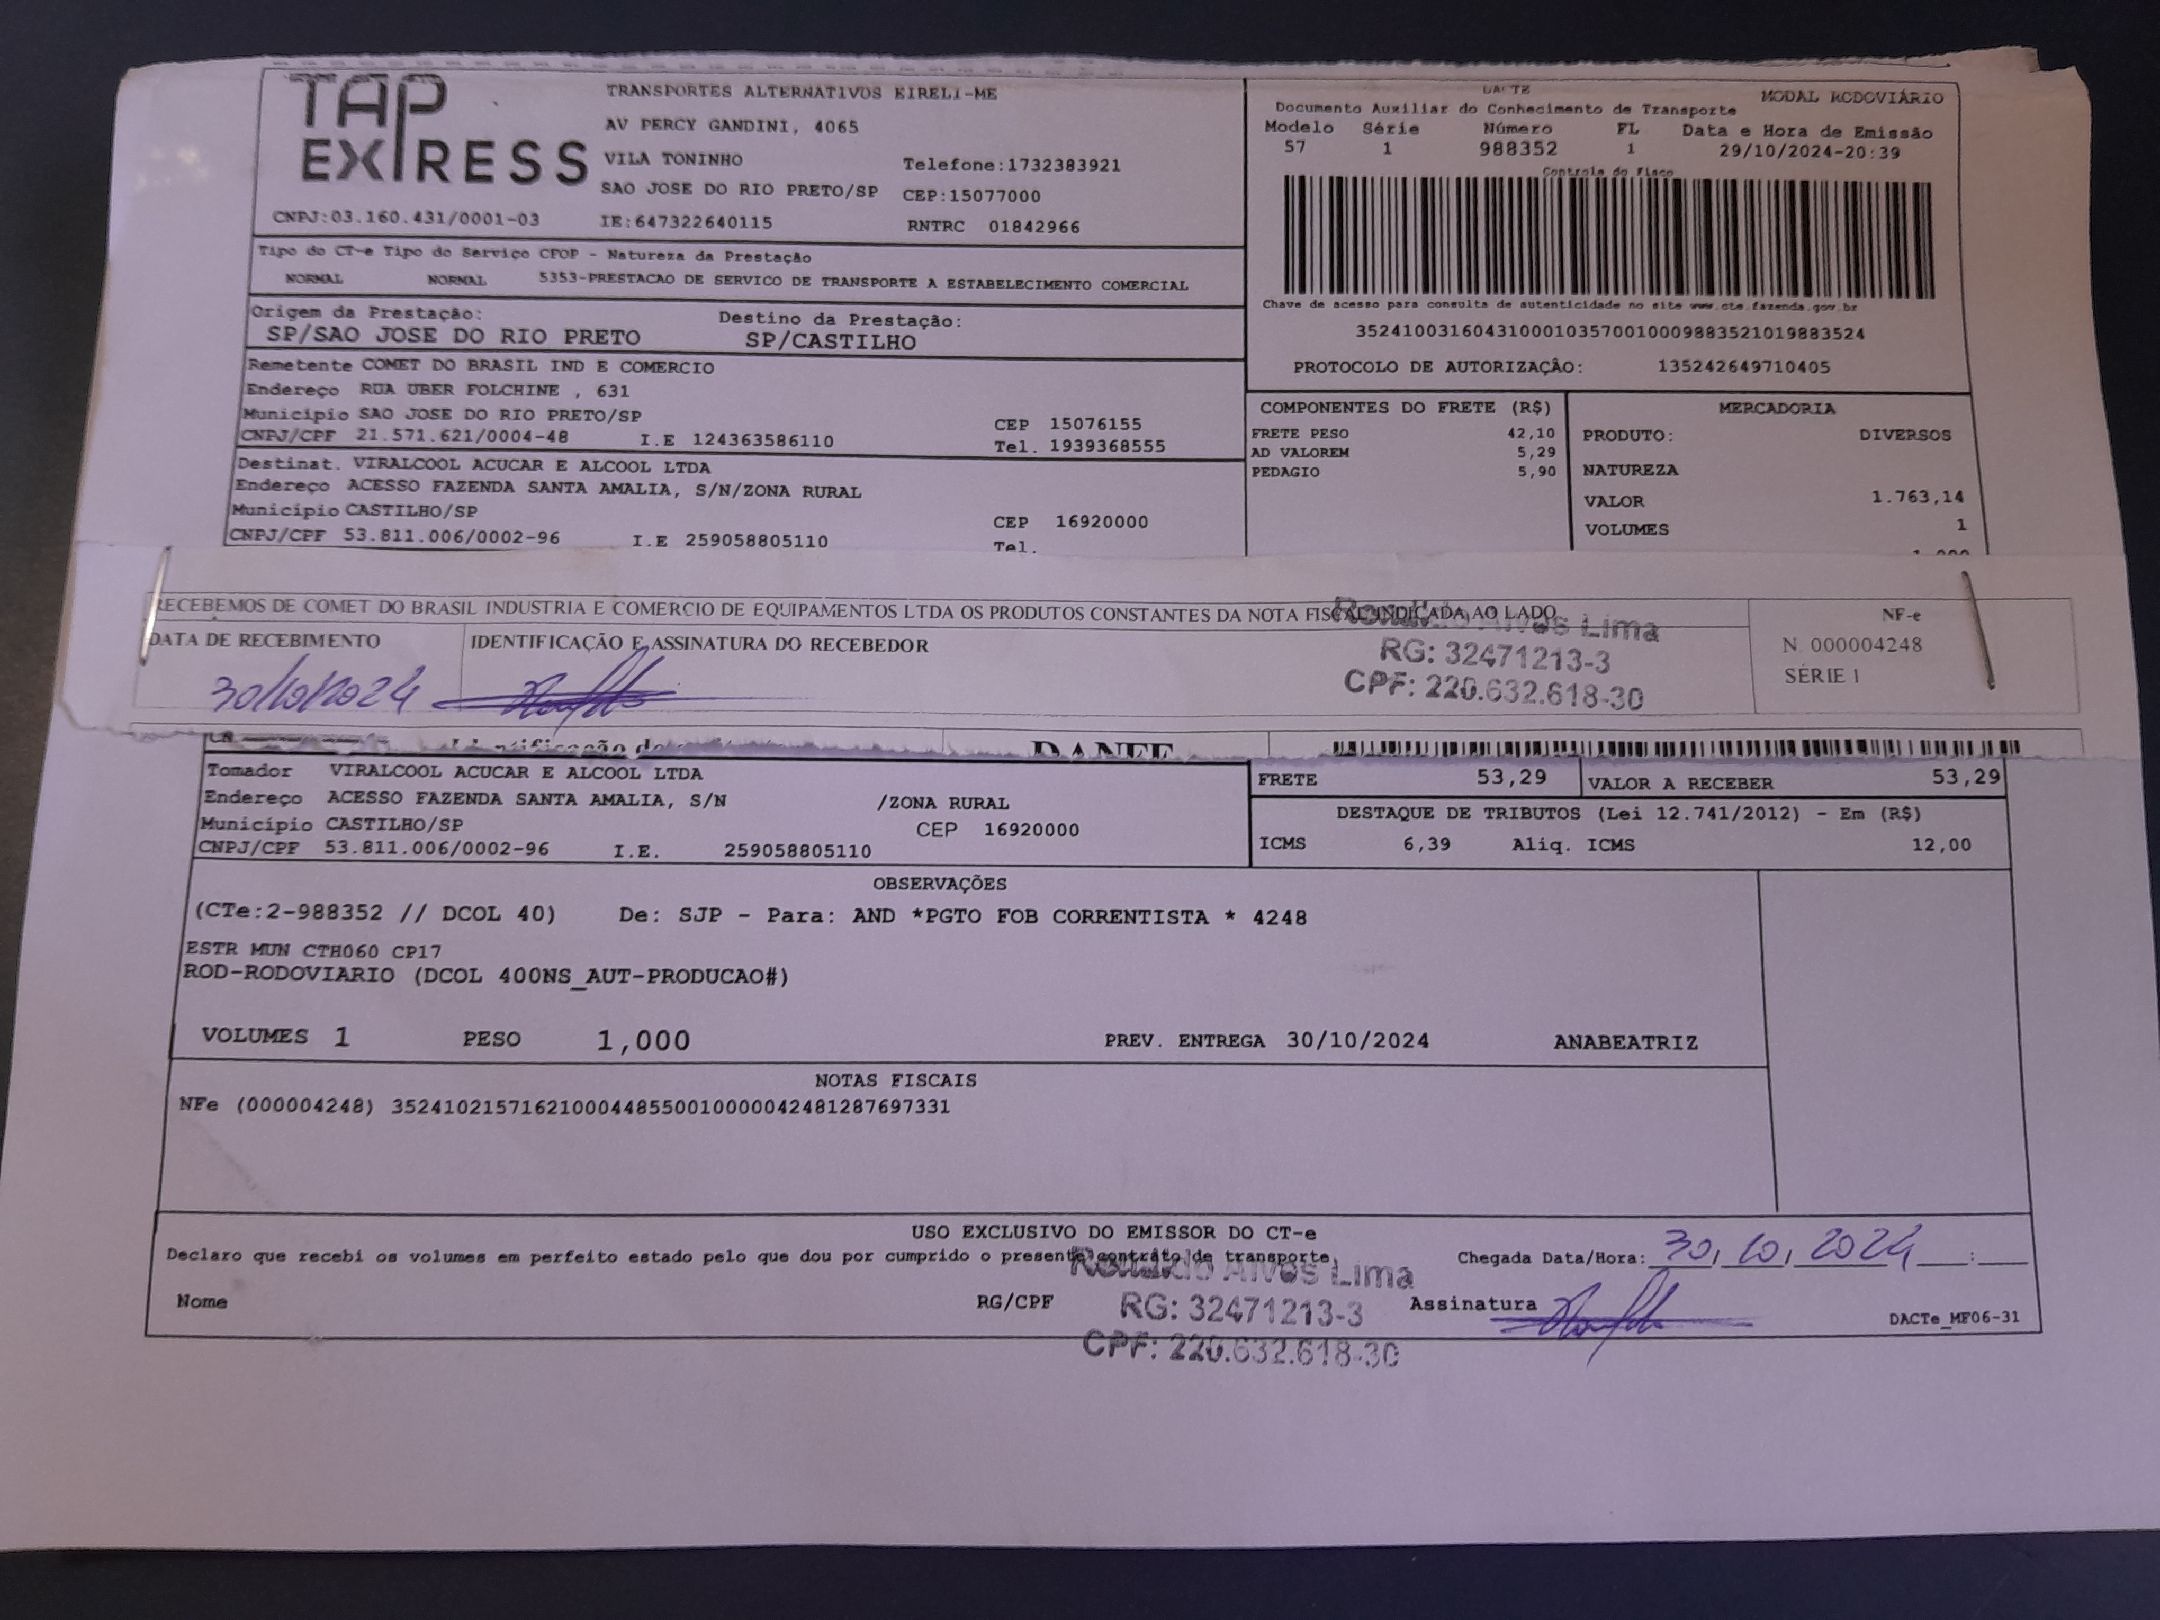 TAP EXPRESS
TRANSPORTES ALTERNATIVOS EIRELI-ME
AV PERCY GANDINI, 4065
VILA TONINHO
Telefone:1732383921
SAO JOSE DO RIO PRETO/SP CEP:15077000
CNPJ:03.160.431/0001-03 IE:647322640115 RNTRC 01842966
DACTE MODAL RODOVIÁRIO
Documento Auxiliar do Conhecimento de Transporte
Modelo Série Número FL Data e Hora de Emissão
57 1 988352 1 29/10/2024-20:39
Controle do Fisco
Chave de acesso para consulta de autenticidade no site www.cte.fazenda.gov.br
35241003160431000103570010009883521019883524
PROTOCOLO DE AUTORIZAÇÃO: 135242649710405
Tipo do CT-e Tipo do Serviço CFOP - Natureza da Prestação
NORMAL NORMAL 5353-PRESTACAO DE SERVICO DE TRANSPORTE A ESTABELECIMENTO COMERCIAL
Origem da Prestação: Destino da Prestação:
SP/SAO JOSE DO RIO PRETO SP/CASTILHO
Remetente COMET DO BRASIL IND E COMERCIO
Endereço RUA UBER FOLCHINE , 631
Município SAO JOSE DO RIO PRETO/SP CEP 15076155
CNPJ/CPF 21.571.621/0004-48 I.E 124363586110 Tel. 1939368555
Destinat. VIRALCOOL ACUCAR E ALCOOL LTDA
Endereço ACESSO FAZENDA SANTA AMALIA, S/N/ZONA RURAL
Município CASTILHO/SP CEP 16920000
CNPJ/CPF 53.811.006/0002-96 I.E 259058805110 Tel.
COMPONENTES DO FRETE (R$)
FRETE PESO 42,10
AD VALOREM 5,29
PEDAGIO 5,90
MERCADORIA
PRODUTO: DIVERSOS
NATUREZA
VALOR 1.763,14
VOLUMES 1
RECEBEMOS DE COMET DO BRASIL INDUSTRIA E COMERCIO DE EQUIPAMENTOS LTDA OS PRODUTOS CONSTANTES DA NOTA FISCAL INDICADA AO LADO
DATA DE RECEBIMENTO IDENTIFICAÇÃO E ASSINATURA DO RECEBEDOR
30/10/2024
Ronaldo Alves Lima
RG: 32471213-3
CPF: 220.632.618-30
NF-e
N. 000004248
SÉRIE 1
DANFE
Tomador VIRALCOOL ACUCAR E ALCOOL LTDA
Endereço ACESSO FAZENDA SANTA AMALIA, S/N /ZONA RURAL
Município CASTILHO/SP CEP 16920000
CNPJ/CPF 53.811.006/0002-96 I.E. 259058805110
FRETE 53,29 VALOR A RECEBER 53,29
DESTAQUE DE TRIBUTOS (Lei 12.741/2012) - Em (R$)
ICMS 6,39 Aliq. ICMS 12,00
OBSERVAÇÕES
(CTe:2-988352 // DCOL 40) De: SJP - Para: AND *PGTO FOB CORRENTISTA * 4248
ESTR MUN CTH060 CP17
ROD-RODOVIARIO (DCOL 400NS_AUT-PRODUCAO#)
VOLUMES 1 PESO 1,000 PREV. ENTREGA 30/10/2024 ANABEATRIZ
NOTAS FISCAIS
NFe (000004248) 35241021571621000448550010000042481287697331
USO EXCLUSIVO DO EMISSOR DO CT-e
Declaro que recebi os volumes em perfeito estado pelo que dou por cumprido o presente contrato de transporte
Chegada Data/Hora: 30/10/2024 __:__
Nome RG/CPF Assinatura
Ronaldo Alves Lima
RG: 32471213-3
CPF: 220.632.618-30
DACTe_MF06-31